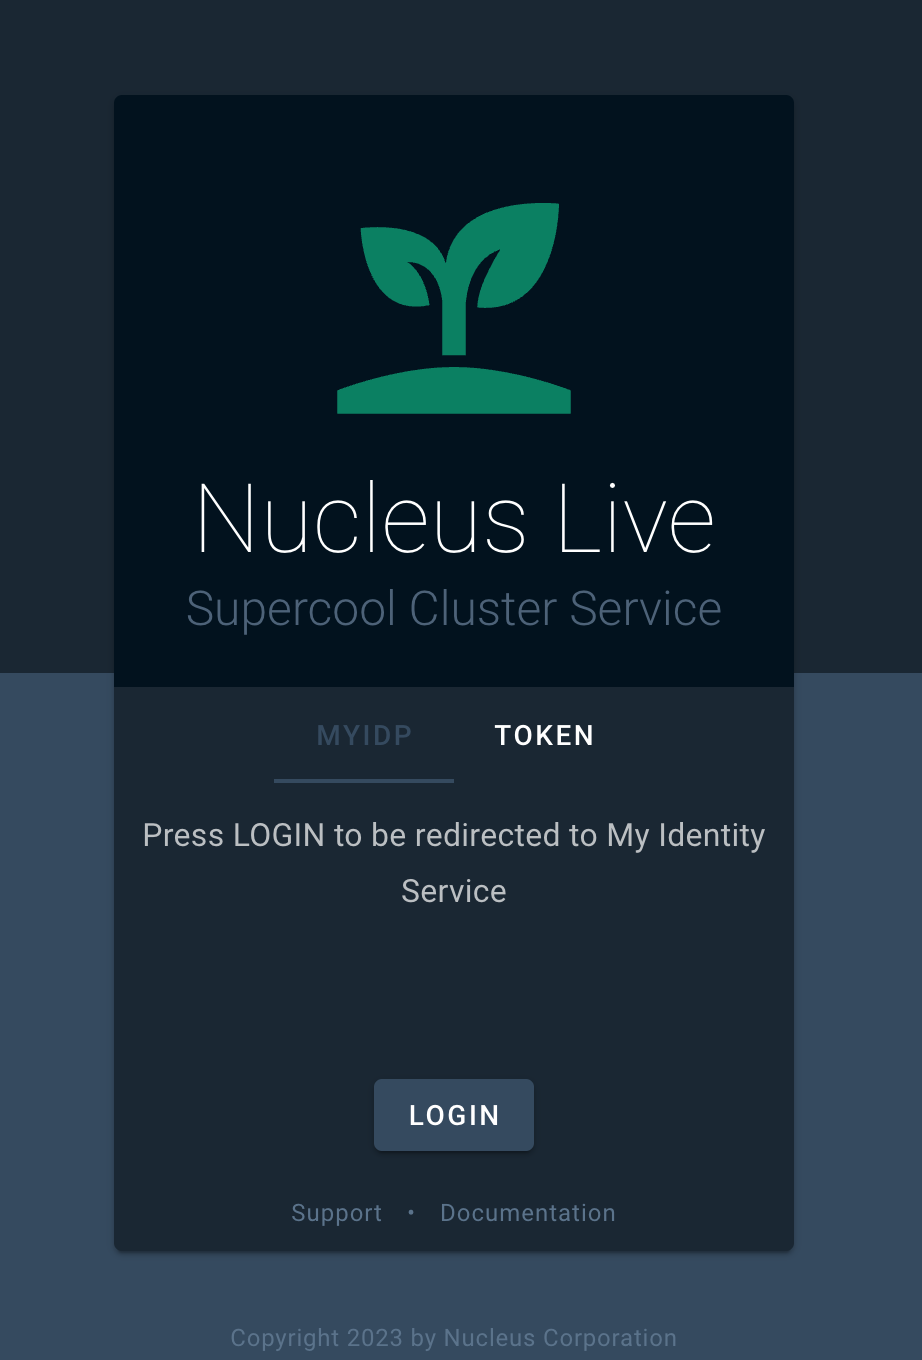 Nucleus Live
Supercool Cluster Service
MYIDP TOKEN
Press LOGIN to be redirected to My Identity
Service
LOGIN
Support • Documentation
Copyright 2023 by Nucleus Corporation